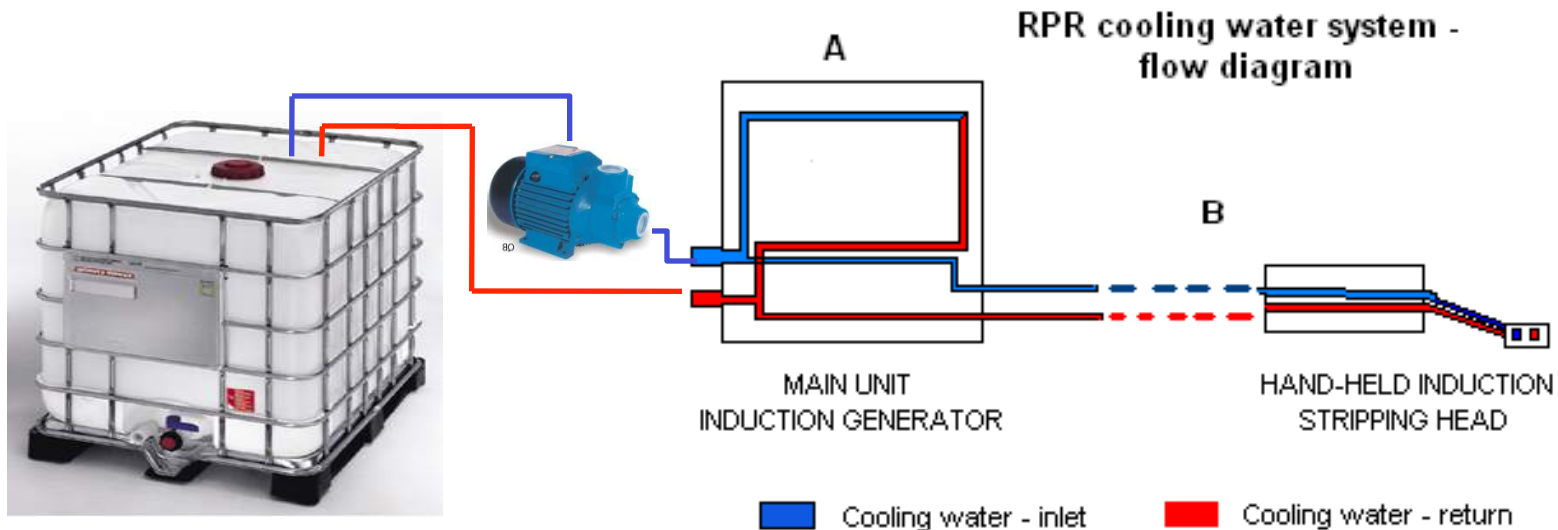 RPR cooling water system -
flow diagram
A
B
MAIN UNIT
INDUCTION GENERATOR
HAND-HELD INDUCTION
STRIPPING HEAD
Cooling water - inlet
Cooling water - return